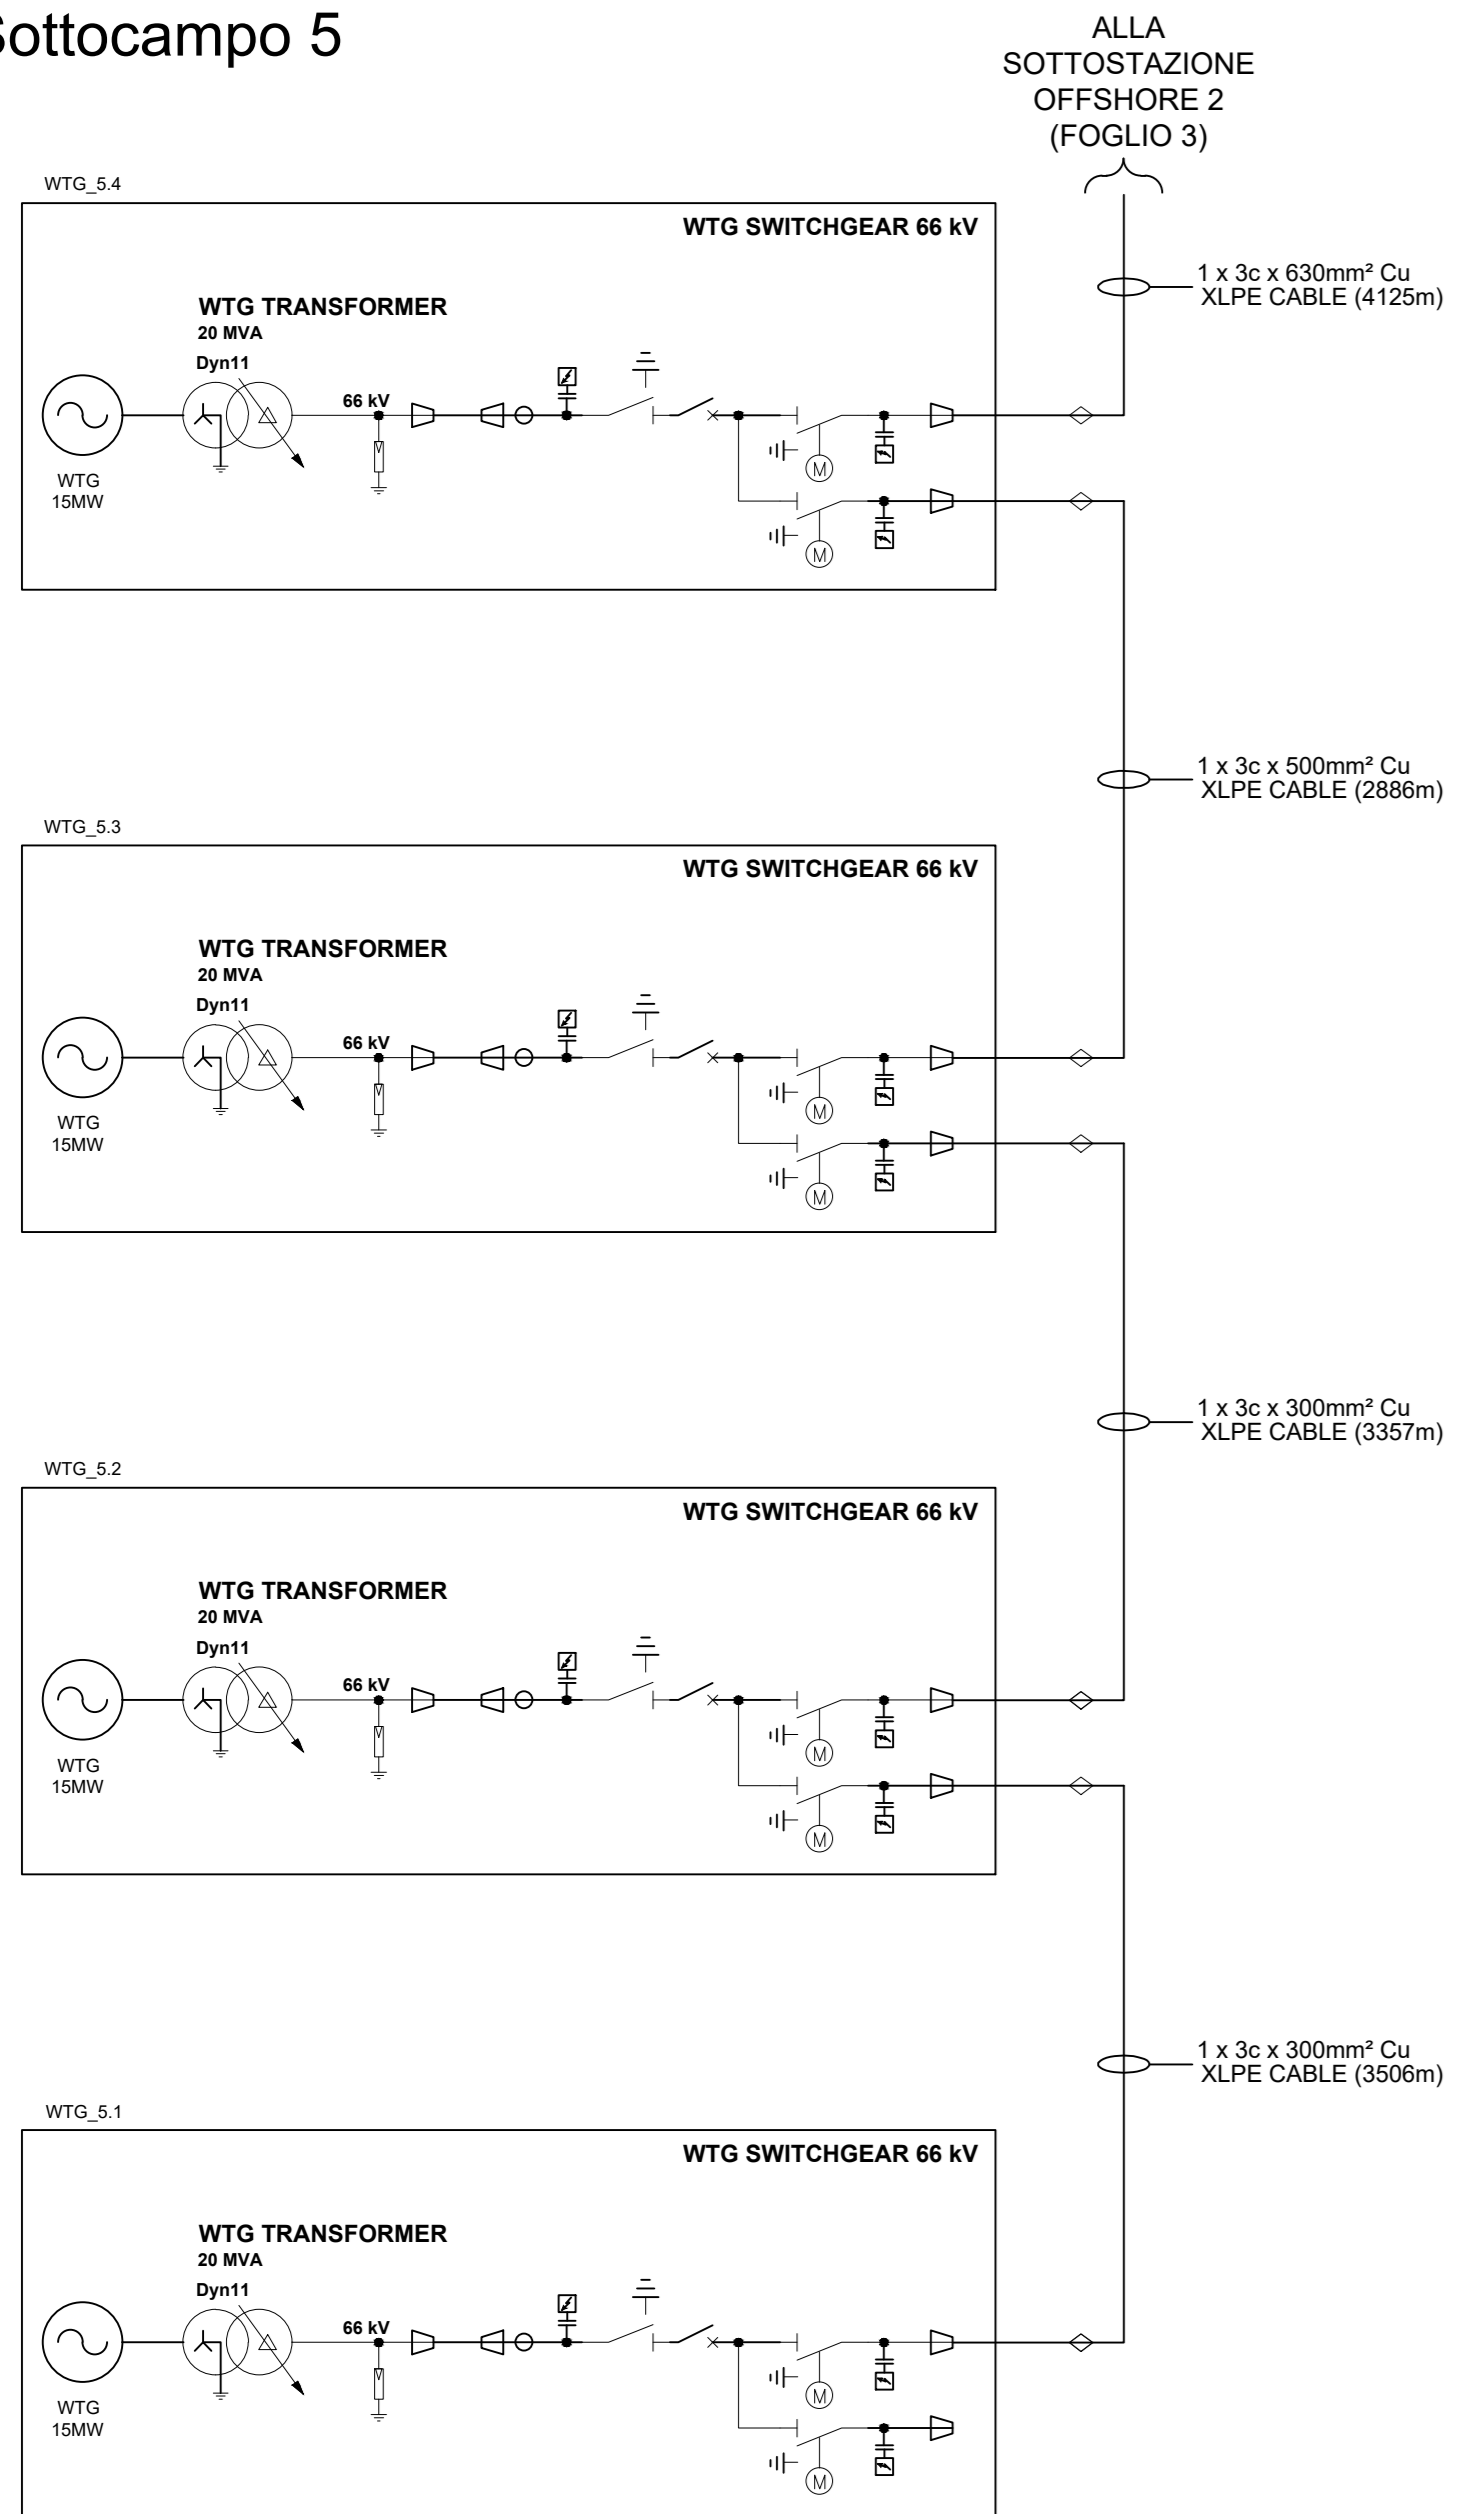 ottocampo 5
ALLA
SOTTOSTAZIONE
OFFSHORE 2
(FOGLIO 3)
WTG_5.4
WTG SWITCHGEAR 66 kV
1 x 3c x 630mm² Cu
XLPE CABLE (4125m)
WTG TRANSFORMER
20 MVA
Dyn11
66 kV
M
WTG
15MW
M
1 x 3c x 500mm² Cu
XLPE CABLE (2886m)
WTG_5.3
WTG SWITCHGEAR 66 kV
WTG TRANSFORMER
20 MVA
Dyn11
66 kV
M
WTG
15MW
M
1 x 3c x 300mm² Cu
XLPE CABLE (3357m)
WTG_5.2
WTG SWITCHGEAR 66 kV
WTG TRANSFORMER
20 MVA
Dyn11
66 kV
M
WTG
15MW
M
1 x 3c x 300mm² Cu
XLPE CABLE (3506m)
WTG_5.1
WTG SWITCHGEAR 66 kV
WTG TRANSFORMER
20 MVA
Dyn11
66 kV
M
WTG
15MW
M